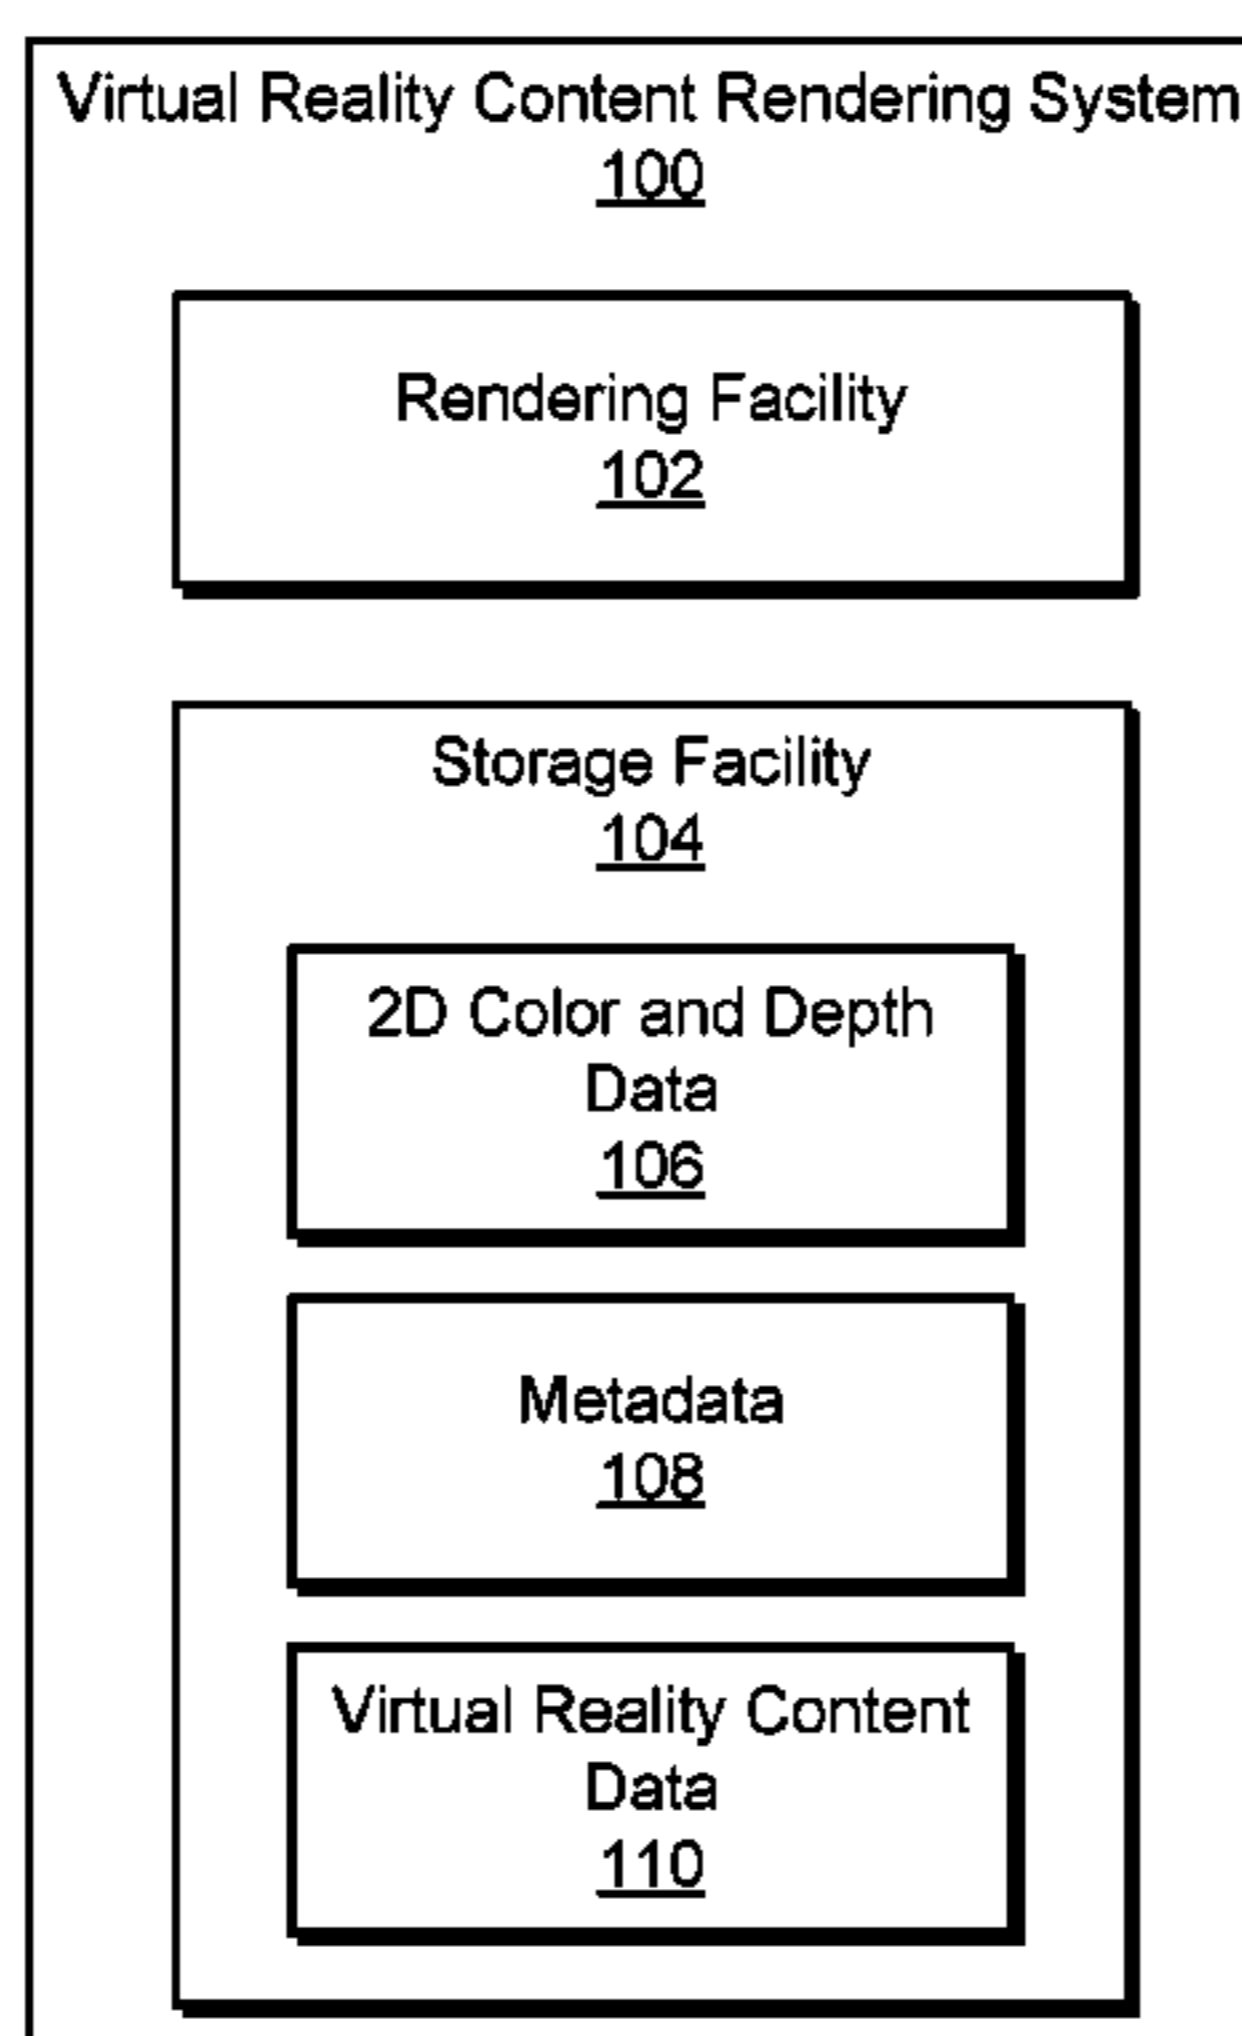 Virtual Reality Content Rendering System
100
Rendering Facility
102
Storage Facility
104
2D Color and Depth
Data
106
Metadata
108
Virtual Reality Content
Data
110